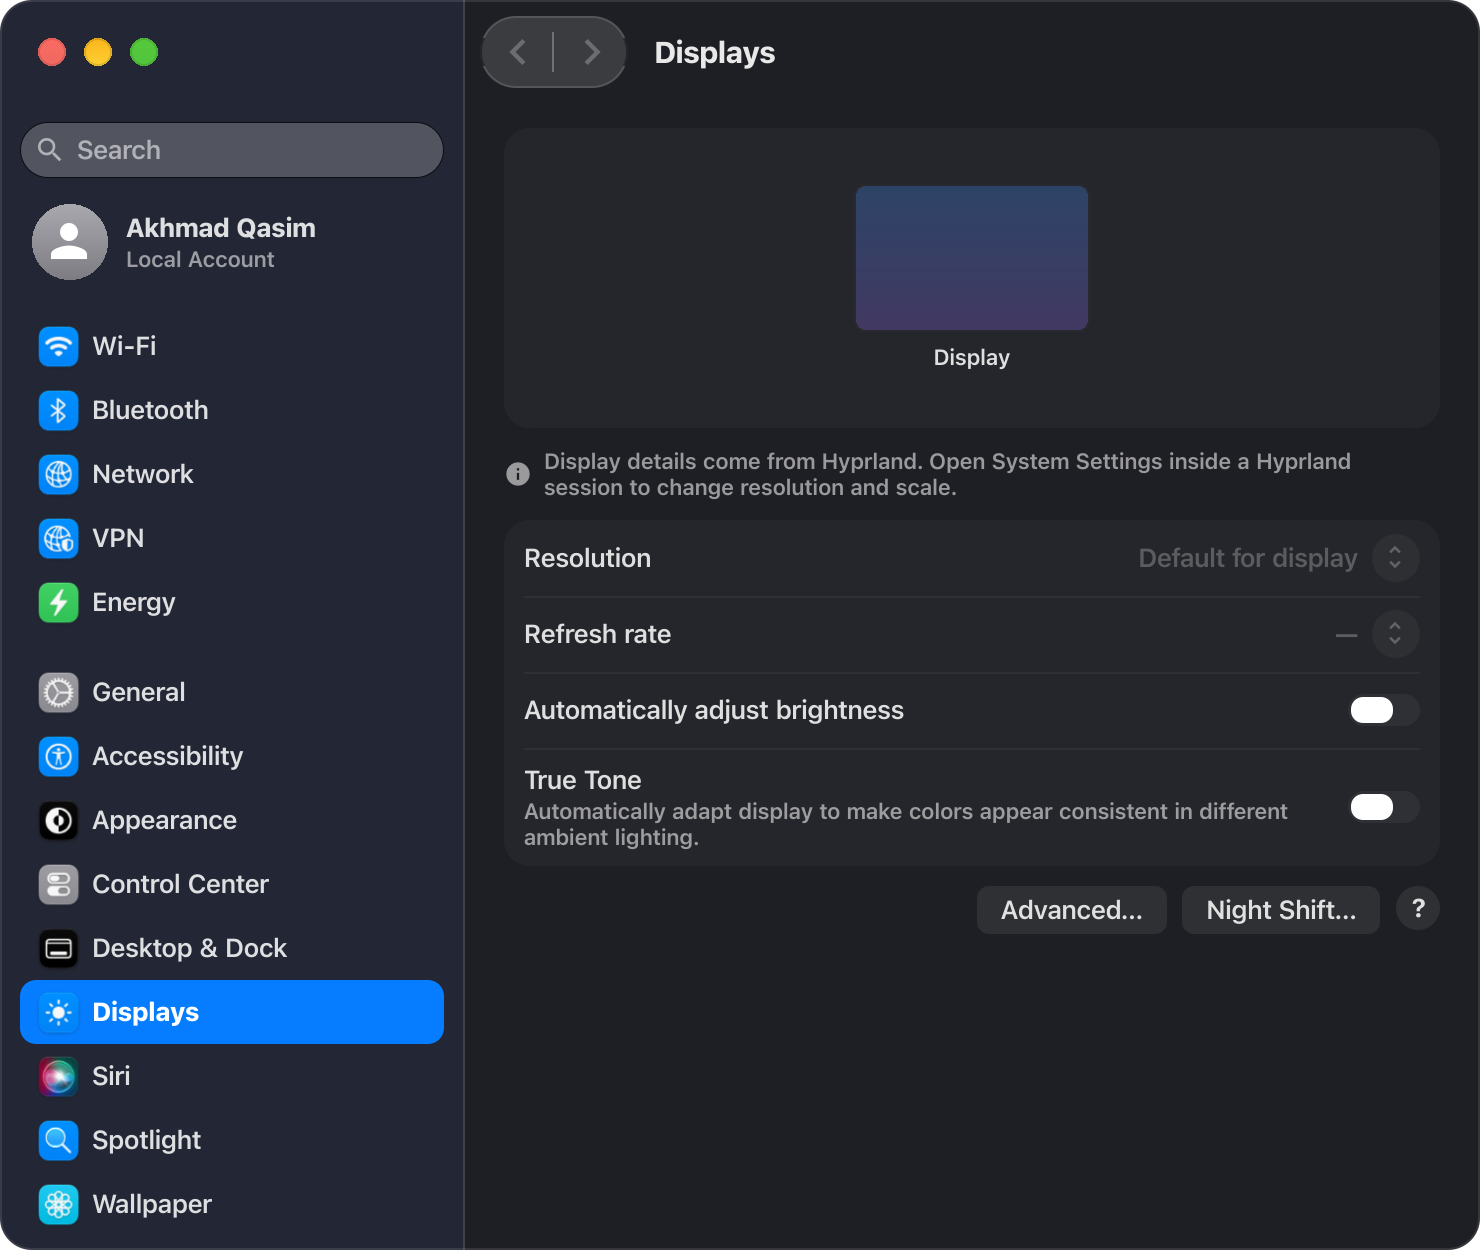 Displays
Search
Akhmad Qasim
Local Account
Wi-Fi
Bluetooth
Network
VPN
Energy
General
Accessibility
Appearance
Control Center
Desktop & Dock
Displays
Siri
Spotlight
Wallpaper
Display
Display details come from Hyprland. Open System Settings inside a Hyprland
session to change resolution and scale.
Resolution Default for display
Refresh rate —
Automatically adjust brightness
True Tone
Automatically adapt display to make colors appear consistent in different
ambient lighting.
Advanced... Night Shift... ?